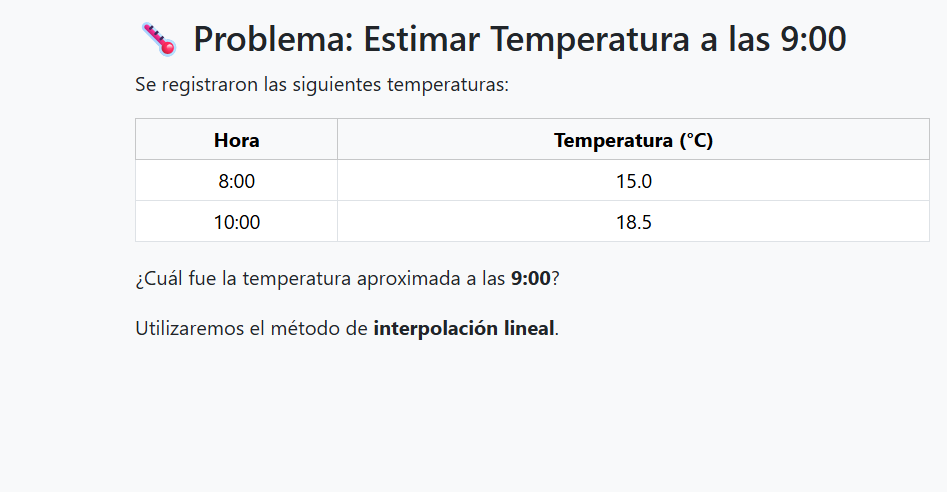 Problema: Estimar Temperatura a las 9:00
Se registraron las siguientes temperaturas:
Hora Temperatura (°C)
8:00 15.0
10:00 18.5
¿Cuál fue la temperatura aproximada a las 9:00?
Utilizaremos el método de interpolación lineal.